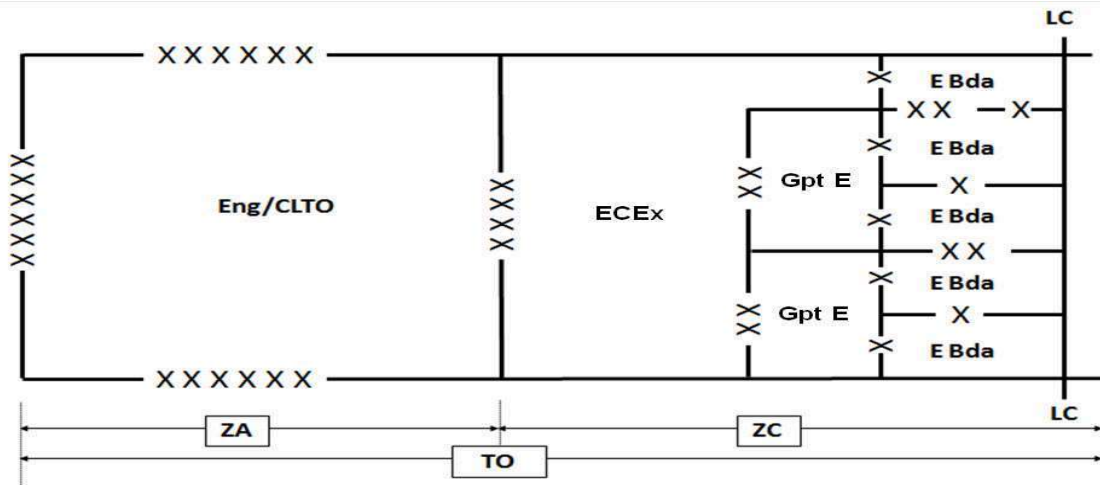 LC
XXXXXX
X E Bda
XX X
X E Bda
XXXXXX XXXX XX Gpt E X
Eng/CLTO ECEx X E Bda
XX
X E Bda
XX Gpt E X
X E Bda
XXXXXX
LC
ZA ZC
TO